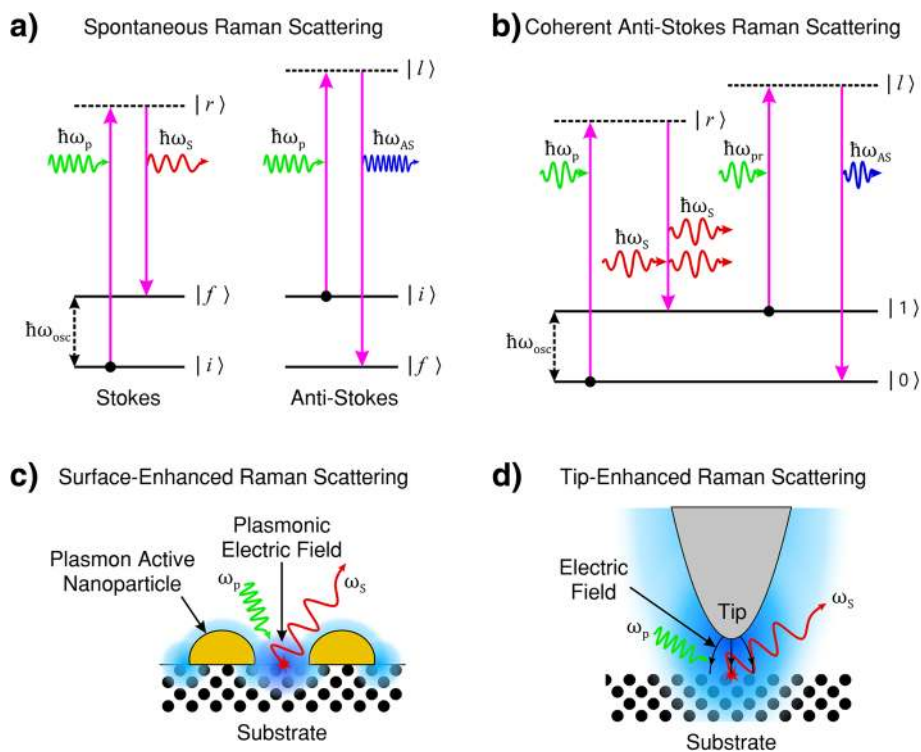 a) Spontaneous Raman Scattering
| l ⟩
| r ⟩
ħωp
ħωS
ħωp
ħωAS
| f ⟩
| i ⟩
ħωosc
| i ⟩
| f ⟩
Stokes
Anti-Stokes
b) Coherent Anti-Stokes Raman Scattering
| l ⟩
| r ⟩
ħωp
ħωpr
ħωAS
ħωS
ħωS
| 1 ⟩
ħωosc
| 0 ⟩
c) Surface-Enhanced Raman Scattering
Plasmonic
Electric Field
Plasmon Active
Nanoparticle
ωp
ωS
Substrate
d) Tip-Enhanced Raman Scattering
Electric
Field
Tip
ωS
ωp
Substrate